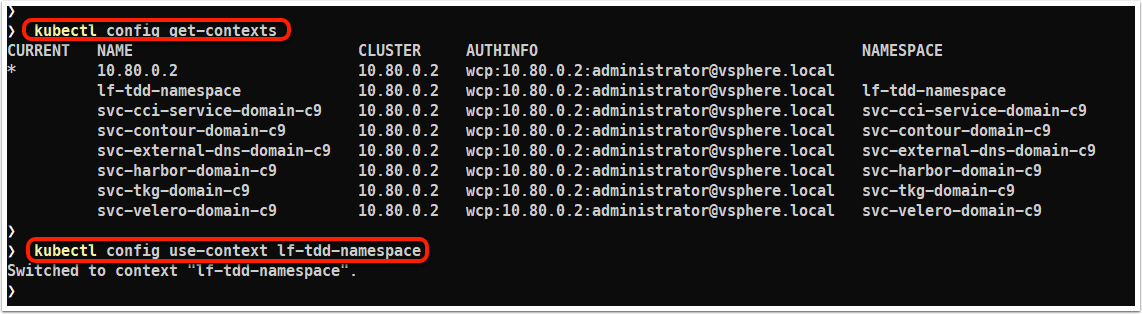 ❯
❯ kubectl config get-contexts
CURRENT NAME CLUSTER AUTHINFO NAMESPACE
* 10.80.0.2 10.80.0.2 wcp:10.80.0.2:administrator@vsphere.local
lf-tdd-namespace 10.80.0.2 wcp:10.80.0.2:administrator@vsphere.local lf-tdd-namespace
svc-cci-service-domain-c9 10.80.0.2 wcp:10.80.0.2:administrator@vsphere.local svc-cci-service-domain-c9
svc-contour-domain-c9 10.80.0.2 wcp:10.80.0.2:administrator@vsphere.local svc-contour-domain-c9
svc-external-dns-domain-c9 10.80.0.2 wcp:10.80.0.2:administrator@vsphere.local svc-external-dns-domain-c9
svc-harbor-domain-c9 10.80.0.2 wcp:10.80.0.2:administrator@vsphere.local svc-harbor-domain-c9
svc-tkg-domain-c9 10.80.0.2 wcp:10.80.0.2:administrator@vsphere.local svc-tkg-domain-c9
svc-velero-domain-c9 10.80.0.2 wcp:10.80.0.2:administrator@vsphere.local svc-velero-domain-c9
❯
❯ kubectl config use-context lf-tdd-namespace
Switched to context "lf-tdd-namespace".
❯